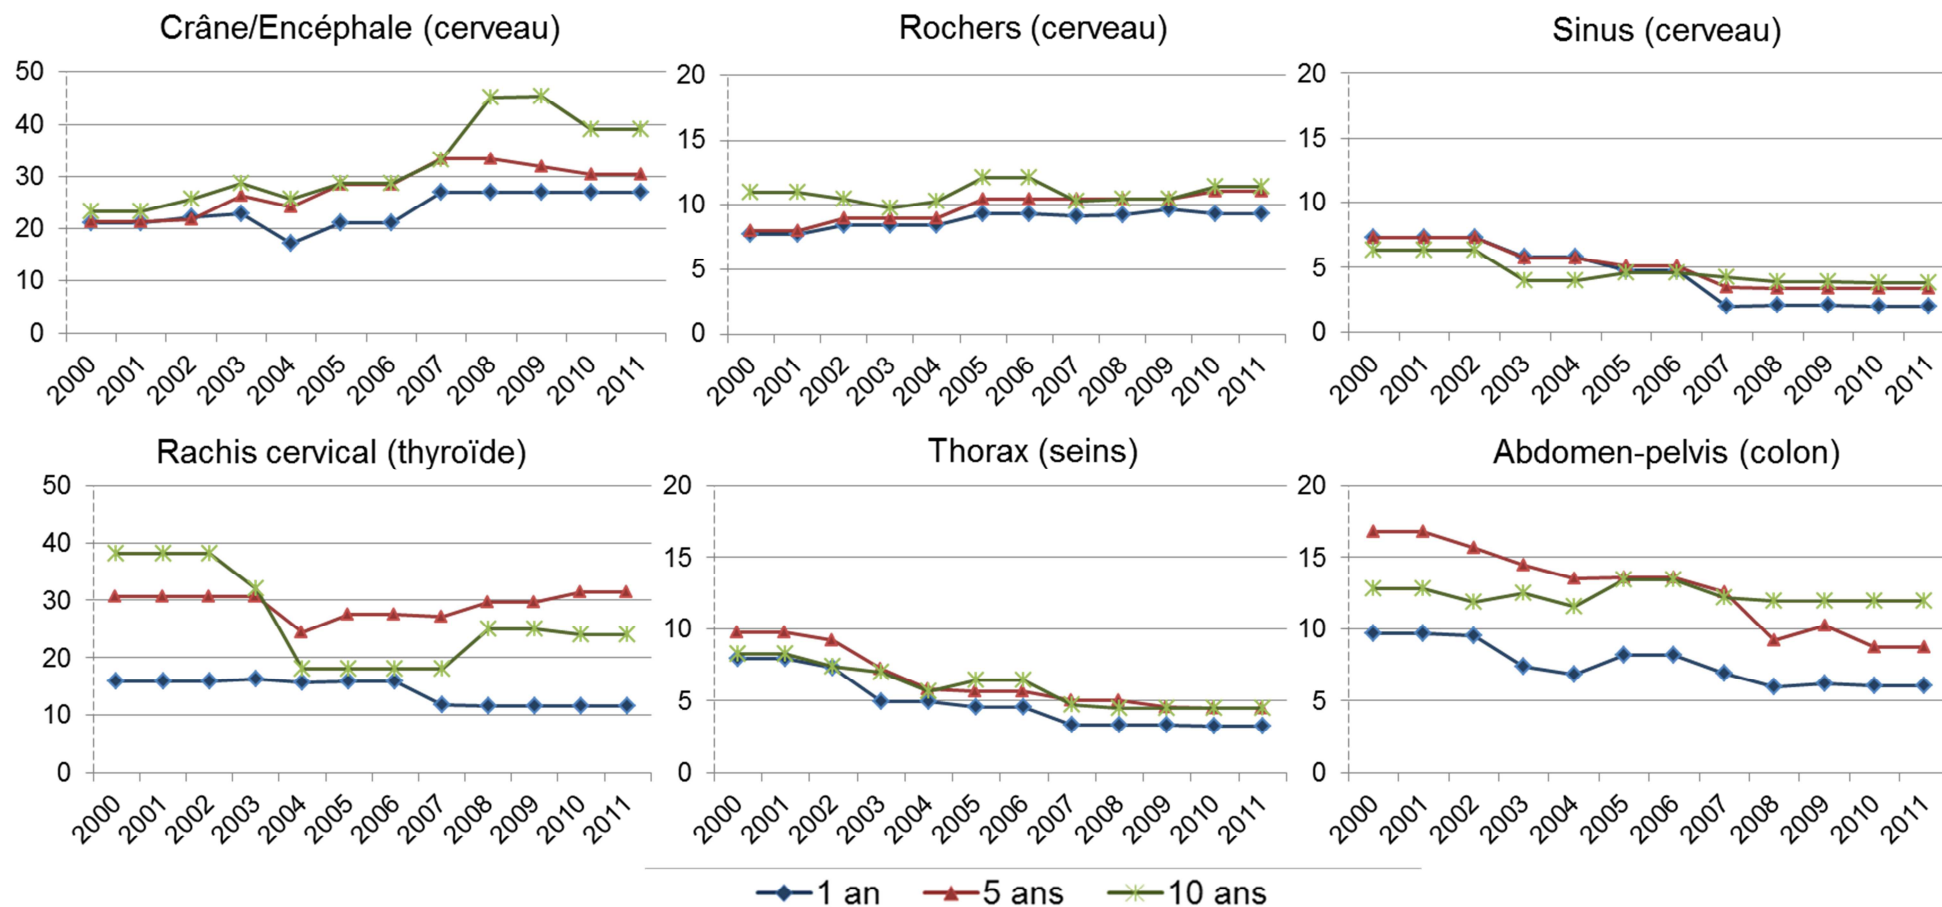 Crâne/Encéphale (cerveau)
50
40
30
20
10
0
2000 2001 2002 2003 2004 2005 2006 2007 2008 2009 2010 2011
Rochers (cerveau)
20
15
10
5
0
2000 2001 2002 2003 2004 2005 2006 2007 2008 2009 2010 2011
Sinus (cerveau)
20
15
10
5
0
2000 2001 2002 2003 2004 2005 2006 2007 2008 2009 2010 2011
Rachis cervical (thyroïde)
50
40
30
20
10
0
2000 2001 2002 2003 2004 2005 2006 2007 2008 2009 2010 2011
Thorax (seins)
20
15
10
5
0
2000 2001 2002 2003 2004 2005 2006 2007 2008 2009 2010 2011
Abdomen-pelvis (colon)
20
15
10
5
0
2000 2001 2002 2003 2004 2005 2006 2007 2008 2009 2010 2011
1 an 5 ans 10 ans